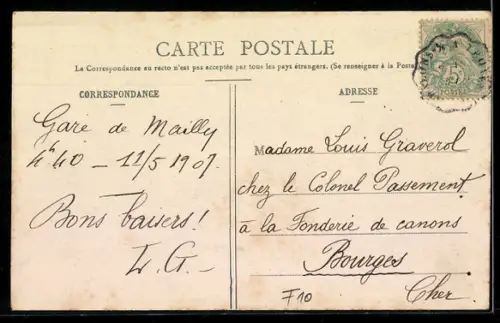 CARTE POSTALE
La Correspondance au recto n'est pas acceptée par tous les pays étrangers. (Se renseigner à la Poste
CORRESPONDANCE
Gare de Mailly
4h40 — 11/5 1907.
Bons baisers!
L. G.
ADRESSE
Madame Louis Graverol
chez le Colonel Passement
à la Fonderie de canons
Bourges
Cher.
F10
5
POSTES